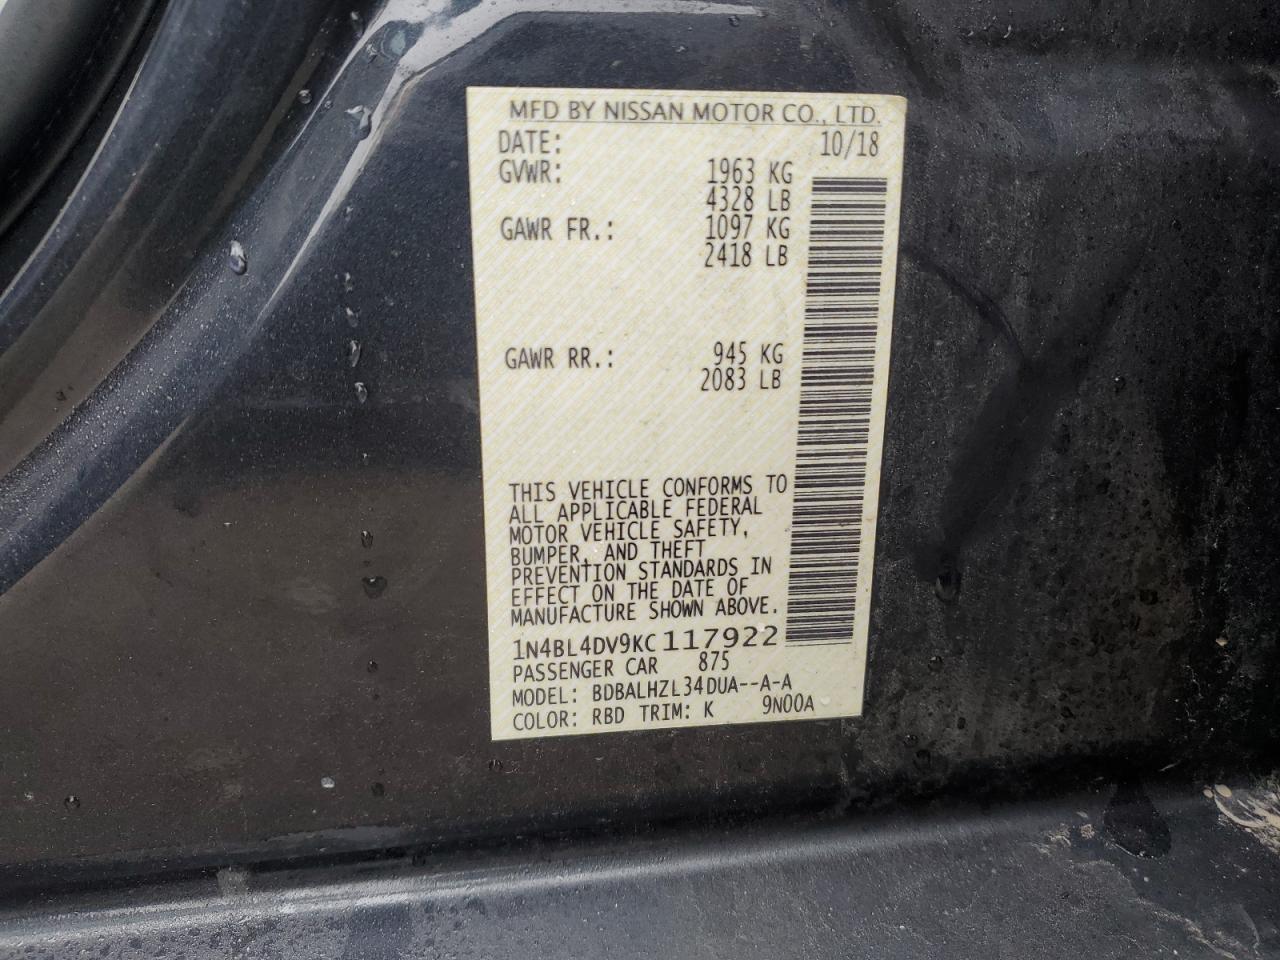 MFD BY NISSAN MOTOR CO., LTD.
DATE: 10/18
GVWR: 1963 KG
4328 LB
GAWR FR.: 1097 KG
2418 LB
GAWR RR.: 945 KG
2083 LB
THIS VEHICLE CONFORMS TO
ALL APPLICABLE FEDERAL
MOTOR VEHICLE SAFETY,
BUMPER, AND THEFT
PREVENTION STANDARDS IN
EFFECT ON THE DATE OF
MANUFACTURE SHOWN ABOVE.
1N4BL4DV9KC117922
PASSENGER CAR 875
MODEL: BDBALHZL34DUA--A-A
COLOR: RBD TRIM: K 9N00A